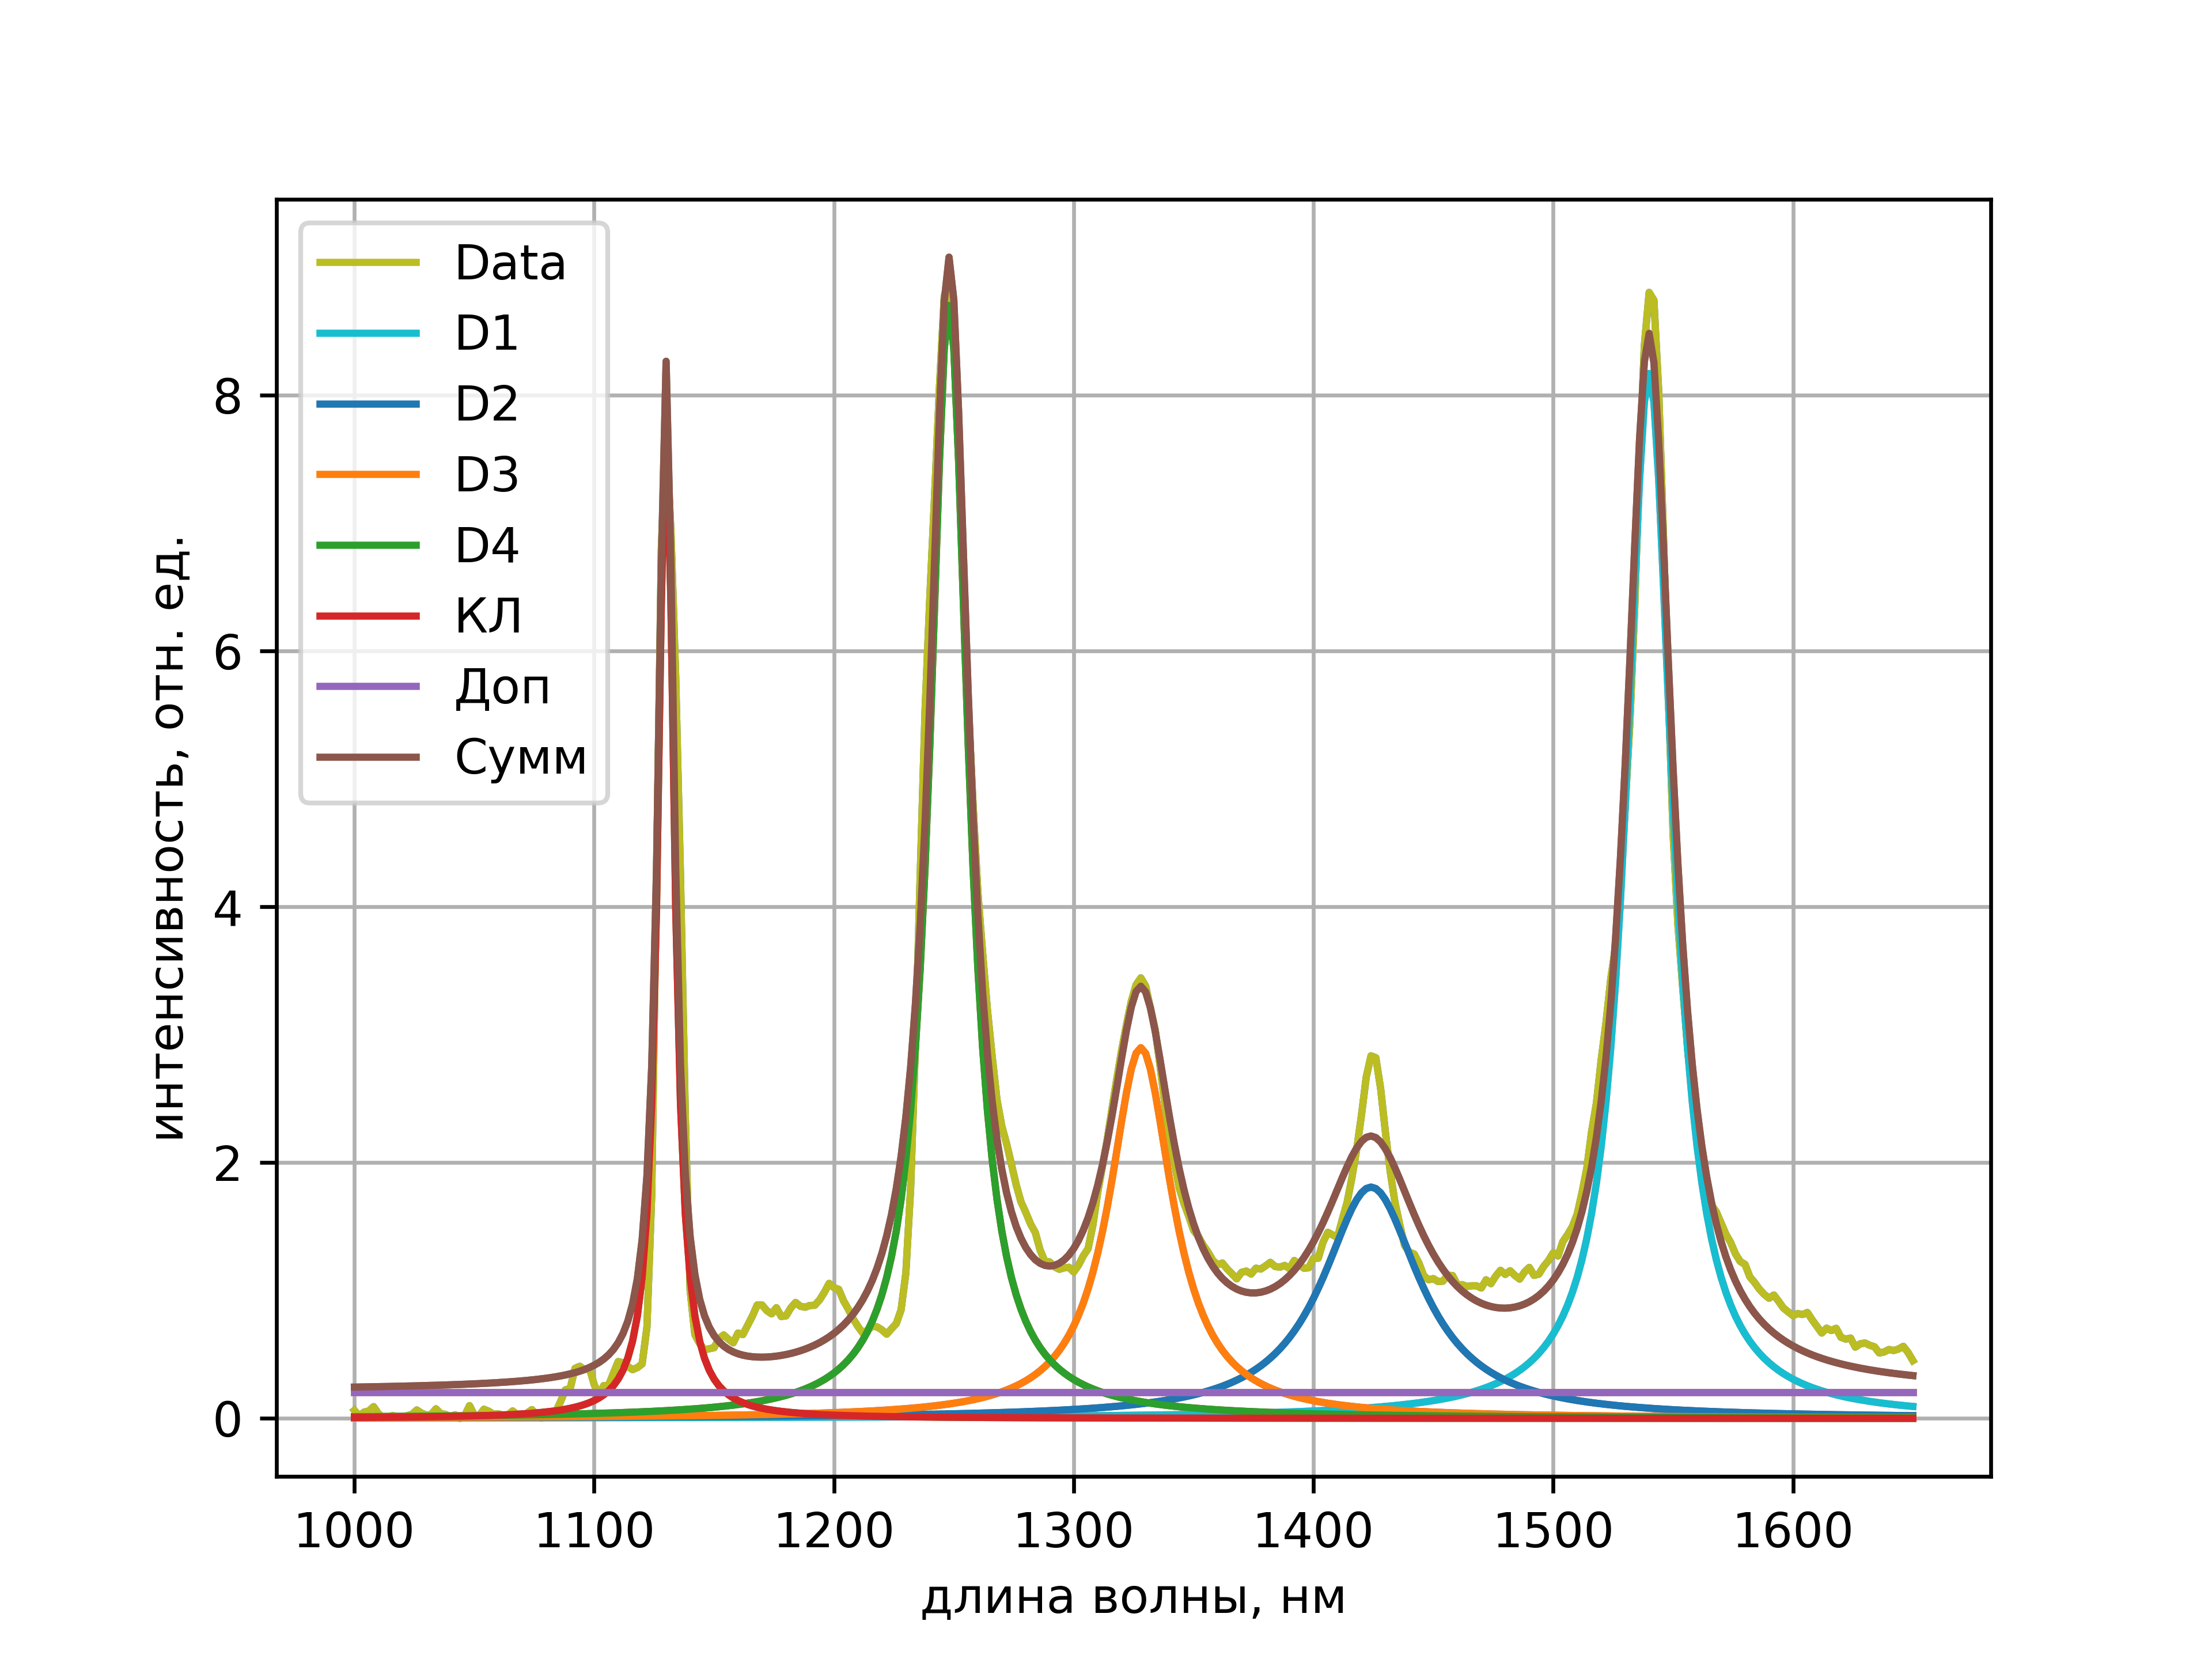 Data
D1
D2
D3
D4
КЛ
Доп
Сумм
интенсивность, отн. ед.
8
6
4
2
0
1000 1100 1200 1300 1400 1500 1600
длина волны, нм